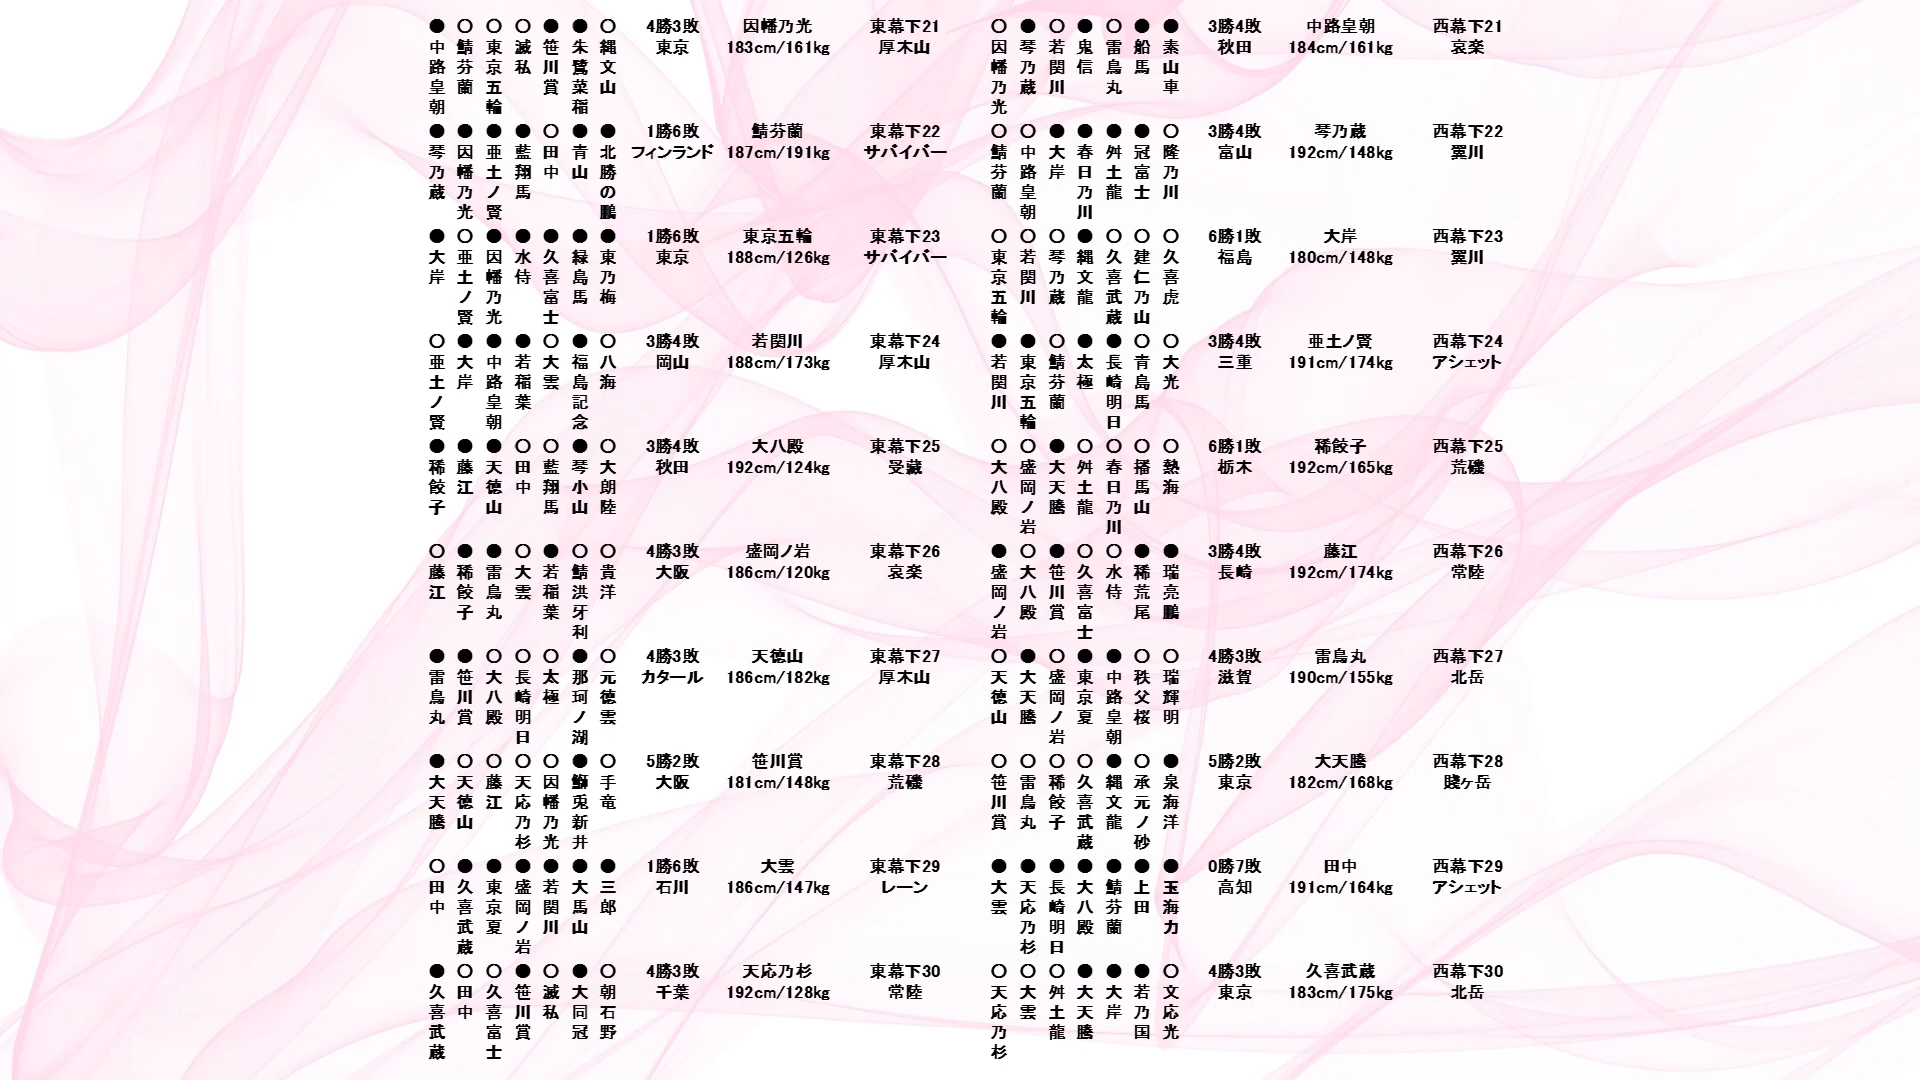 ● ○ ○ ○ ● ● ○ 4勝3敗 因幡乃光 東幕下21 ○ ● ○ ● ○ ● ● 3勝4敗 中路皇朝 西幕下21
中路皇朝 鯖芬蘭 東京五輪 滅私 笹川賞 朱鷺菜稲 縄文山 東京 183cm/161kg 厚木山 因幡乃光 琴乃蔵 若関川 鬼信 雷鳥丸 船馬 素山車 秋田 184cm/161kg 哀楽
● ● ● ● ○ ● ● 1勝6敗 鯖芬蘭 東幕下22 ○ ○ ● ● ● ● ○ 3勝4敗 琴乃蔵 西幕下22
琴乃蔵 因幡乃光 亜土ノ賢 藍翔馬 田中 青山 北勝の鵬 フィンランド 187cm/191kg サバイバー 鯖芬蘭 中路皇朝 大岸 春日乃川 舛土龍 冠富士 隆乃川 富山 192cm/148kg 翼川
● ○ ● ● ● ● ● 1勝6敗 東京五輪 東幕下23 ○ ○ ○ ● ○ ○ ○ 6勝1敗 大岸 西幕下23
大岸 亜土ノ賢 因幡乃光 水侍 久喜富士 緑島馬 東乃梅 東京 188cm/126kg サバイバー 東京五輪 若関川 琴乃蔵 縄文龍 久喜武蔵 建仁乃山 久喜虎 福島 180cm/148kg 翼川
○ ● ● ● ○ ● ○ 3勝4敗 若関川 東幕下24 ● ● ○ ● ● ○ ○ 3勝4敗 亜土ノ賢 西幕下24
亜土ノ賢 大岸 中路皇朝 若稲葉 大雲 福島記念 八海 岡山 188cm/173kg 厚木山 若関川 東京五輪 鯖芬蘭 太極 長崎明日 青島馬 大光 三重 191cm/174kg アシェット
● ● ● ○ ○ ● ○ 3勝4敗 大八殿 東幕下25 ○ ○ ● ○ ○ ○ ○ 6勝1敗 稀餃子 西幕下25
稀餃子 藤江 天徳山 田中 藍翔馬 琴小山 大朗陸 秋田 192cm/124kg 受蔵 大八殿 盛岡ノ岩 大天騰 舛土龍 春日乃川 播馬山 熱海 栃木 192cm/165kg 荒磯
○ ● ● ○ ● ○ ○ 4勝3敗 盛岡ノ岩 東幕下26 ● ○ ● ○ ○ ● ● 3勝4敗 藤江 西幕下26
藤江 稀餃子 雷鳥丸 大雲 若稲葉 鯖洪牙利 貴洋 大阪 186cm/120kg 哀楽 盛岡ノ岩 大八殿 笹川賞 久喜富士 水侍 稀荒尾 瑞亮鵬 長崎 192cm/174kg 常陸
● ● ○ ○ ○ ● ○ 4勝3敗 天徳山 東幕下27 ○ ● ○ ● ● ○ ○ 4勝3敗 雷鳥丸 西幕下27
雷鳥丸 笹川賞 大八殿 長崎明日 太極 那珂ノ湖 元徳雲 カタール 186cm/182kg 厚木山 天徳山 大天騰 盛岡ノ岩 東京夏 中路皇朝 秩父桜 瑞輝明 滋賀 190cm/155kg 北岳
● ○ ○ ○ ○ ● ○ 5勝2敗 笹川賞 東幕下28 ○ ○ ○ ○ ● ○ ● 5勝2敗 大天騰 西幕下28
大天騰 天徳山 藤江 天応乃杉 因幡乃光 鰤兎新井 手竜 大阪 181cm/148kg 荒磯 笹川賞 雷鳥丸 稀餃子 久喜武蔵 縄文龍 承元ノ砂 泉海洋 東京 182cm/168kg 賤ヶ岳
○ ● ● ● ● ● ● 1勝6敗 大雲 東幕下29 ● ● ● ● ● ● ● 0勝7敗 田中 西幕下29
田中 久喜武蔵 東京夏 盛岡ノ岩 若関川 大馬山 三郎 石川 186cm/147kg レーン 大雲 天応乃杉 長崎明日 大八殿 鯖芬蘭 上田 玉海力 高知 191cm/164kg アシェット
● ○ ○ ● ○ ● ○ 4勝3敗 天応乃杉 東幕下30 ○ ○ ○ ● ● ● ○ 4勝3敗 久喜武蔵 西幕下30
久喜武蔵 田中 久喜富士 笹川賞 滅私 大同冠 朝石野 千葉 192cm/128kg 常陸 天応乃杉 大雲 舛土龍 大天騰 大岸 若乃国 文応光 東京 183cm/175kg 北岳